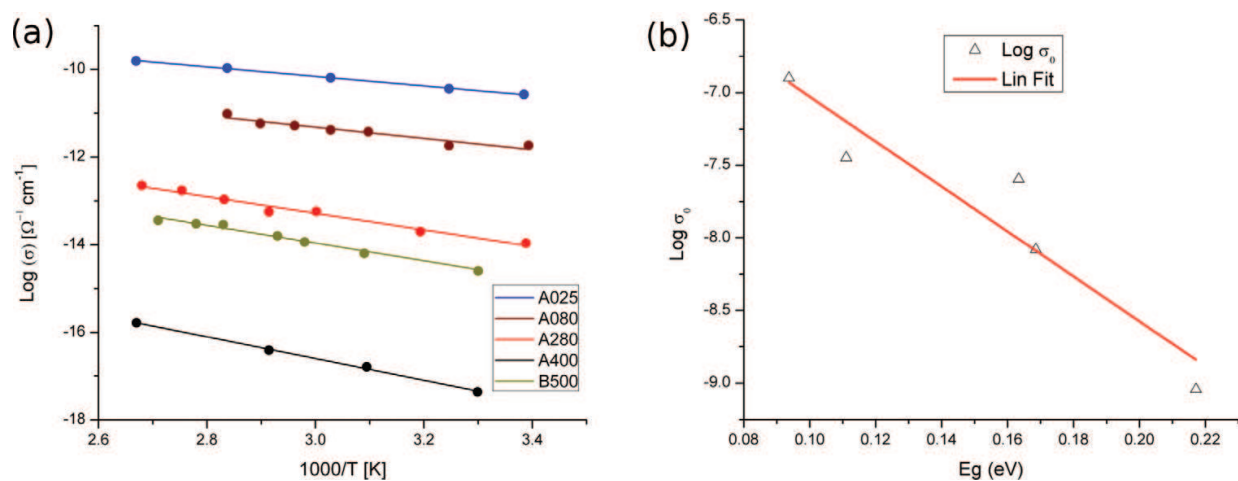 (a)
-10
-12
-14
-16
-18
Log (σ) [Ω⁻¹ cm⁻¹]
2.6 2.8 3.0 3.2 3.4
1000/T [K]
A025
A080
A280
A400
B500
(b)
-6.5
-7.0
-7.5
-8.0
-8.5
-9.0
Log σ₀
0.08 0.10 0.12 0.14 0.16 0.18 0.20 0.22
Eg (eV)
Log σ₀
Lin Fit